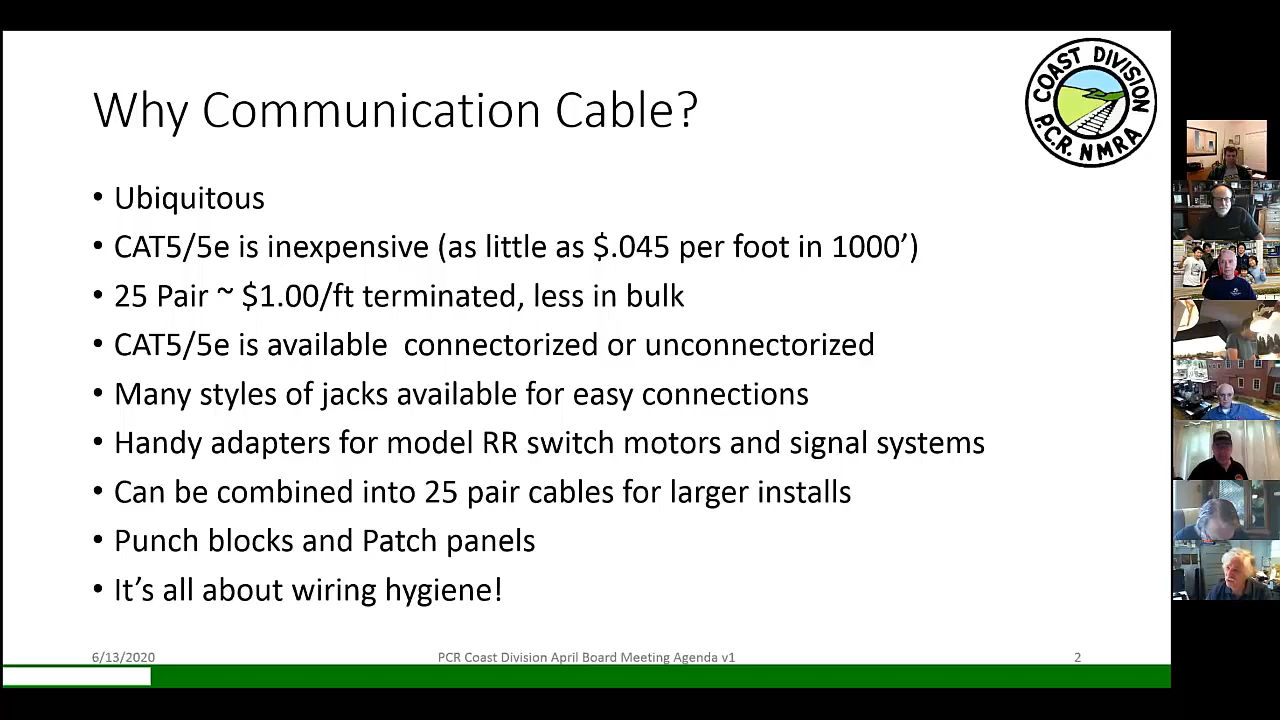 Why Communication Cable?
COAST DIVISION
P.C.R. NMRA
• Ubiquitous
• CAT5/5e is inexpensive (as little as $.045 per foot in 1000’)
• 25 Pair ~ $1.00/ft terminated, less in bulk
• CAT5/5e is available  connectorized or unconnectorized
• Many styles of jacks available for easy connections
• Handy adapters for model RR switch motors and signal systems
• Can be combined into 25 pair cables for larger installs
• Punch blocks and Patch panels
• It’s all about wiring hygiene!
6/13/2020
PCR Coast Division April Board Meeting Agenda v1
2